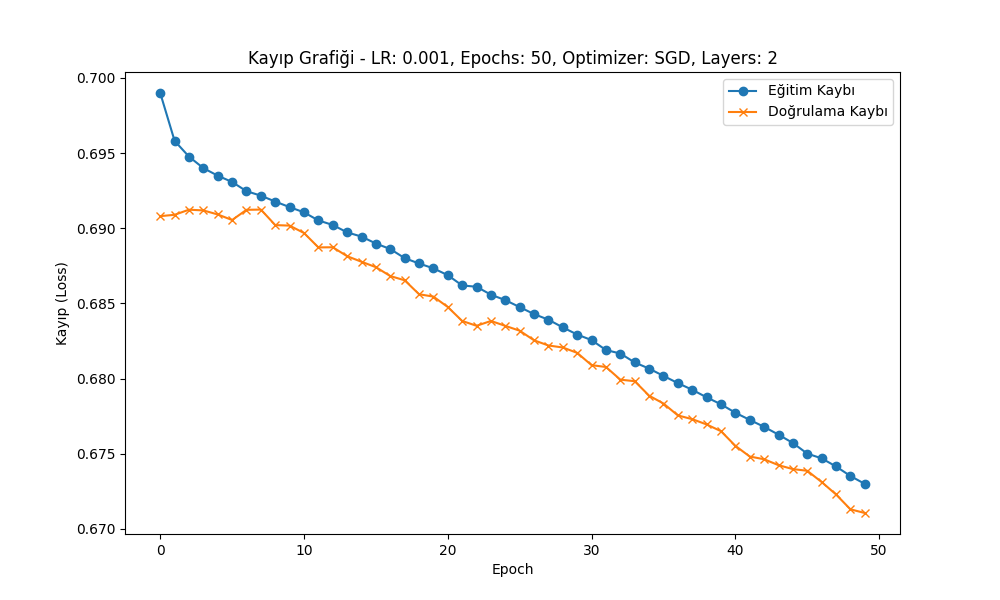 Kayıp Grafiği - LR: 0.001, Epochs: 50, Optimizer: SGD, Layers: 2
Eğitim Kaybı
Doğrulama Kaybı
Kayıp (Loss)
0.700
0.695
0.690
0.685
0.680
0.675
0.670
0 10 20 30 40 50
Epoch